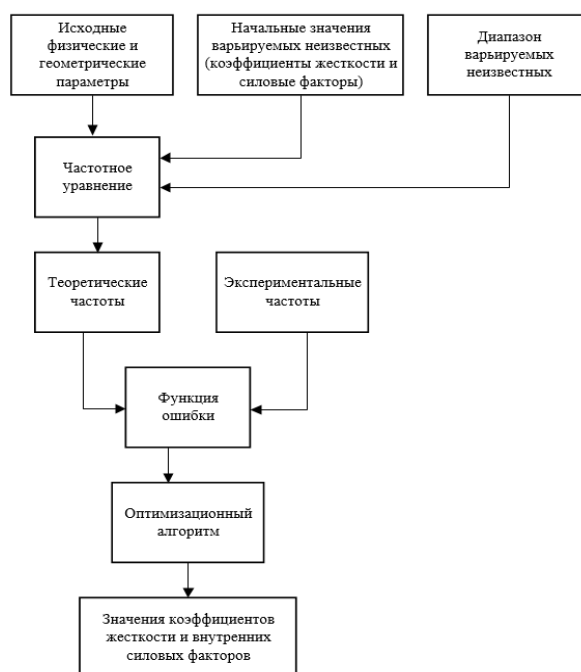 Исходные
физические и
геометрические
параметры
Начальные значения
варьируемых неизвестных
(коэффициенты жесткости и
силовые факторы)
Диапазон
варьируемых
неизвестных
Частотное
уравнение
Теоретические
частоты
Экспериментальные
частоты
Функция
ошибки
Оптимизационный
алгоритм
Значения коэффициентов
жесткости и внутренних
силовых факторов